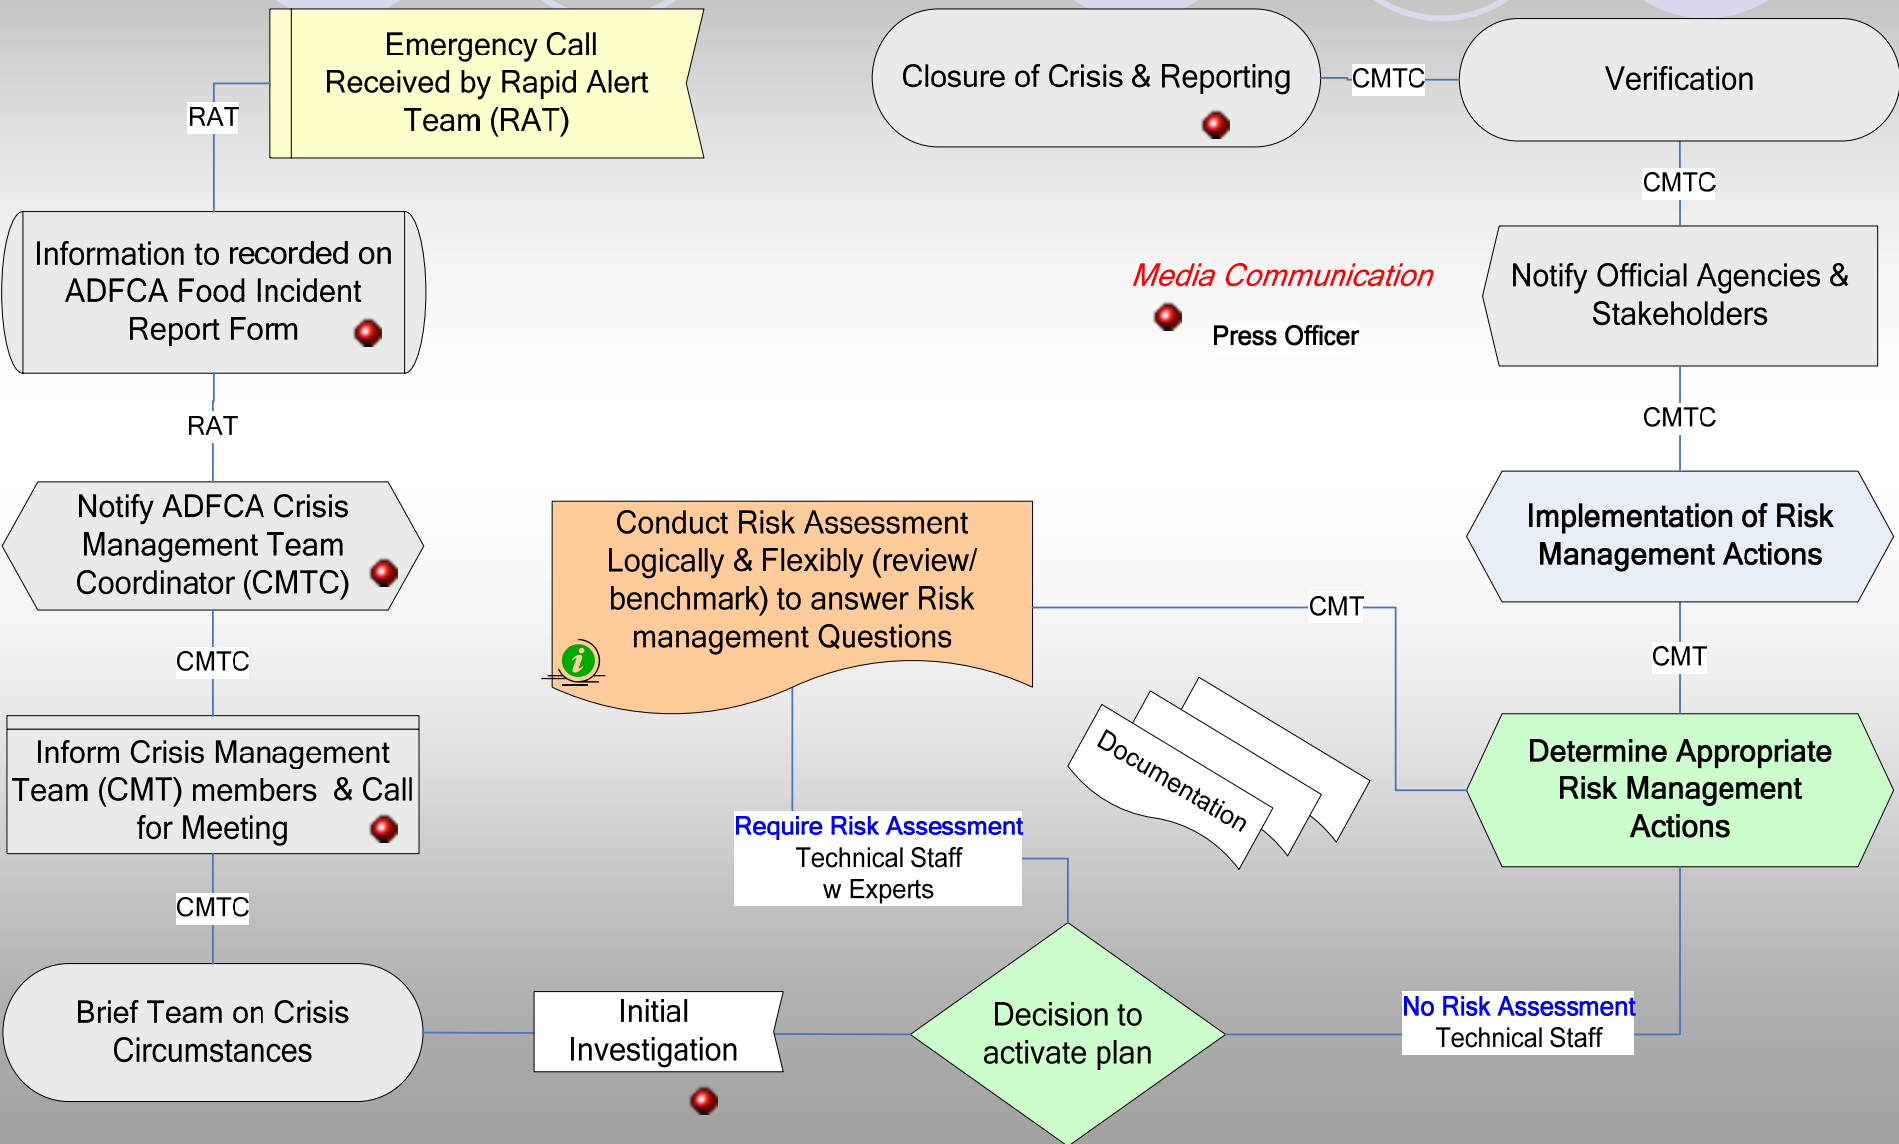 Emergency Call
Received by Rapid Alert
Team (RAT)
RAT
Information to recorded on
ADFCA Food Incident
Report Form
RAT
Notify ADFCA Crisis
Management Team
Coordinator (CMTC)
CMTC
Inform Crisis Management
Team (CMT) members & Call
for Meeting
CMTC
Brief Team on Crisis
Circumstances
Initial
Investigation
Decision to
activate plan
Require Risk Assessment
Technical Staff
w Experts
Conduct Risk Assessment
Logically & Flexibly (review/
benchmark) to answer Risk
management Questions
i
CMT
No Risk Assessment
Technical Staff
Documentation
Determine Appropriate
Risk Management
Actions
CMT
Implementation of Risk
Management Actions
CMTC
Notify Official Agencies &
Stakeholders
Media Communication
Press Officer
CMTC
Verification
CMTC
Closure of Crisis & Reporting